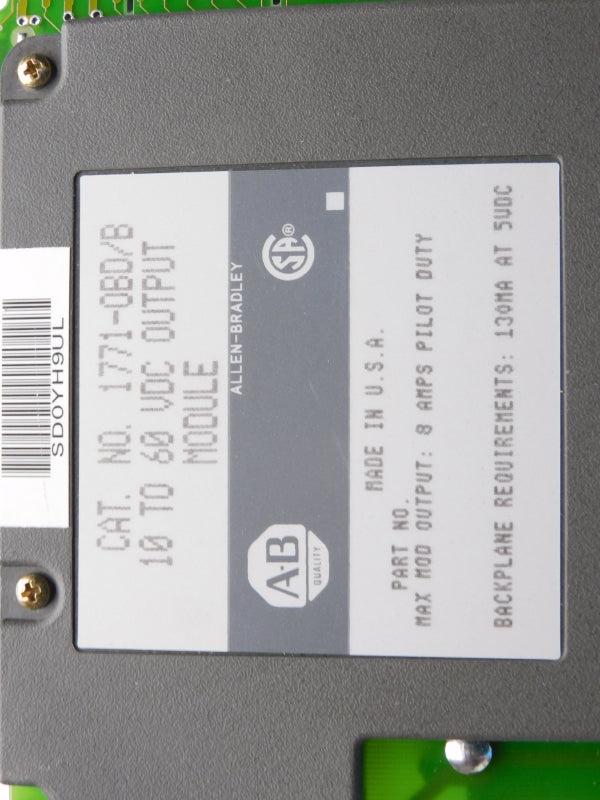 SD0YH9UL
CAT. NO. 1771-OBD/B
10 TO 60 VDC OUTPUT
MODULE
ALLEN-BRADLEY
A-B
QUALITY
SA®
MADE IN U.S.A.
PART NO.
MAX MOD OUTPUT: 8 AMPS PILOT DUTY
BACKPLANE REQUIREMENTS: 130MA AT 5VDC